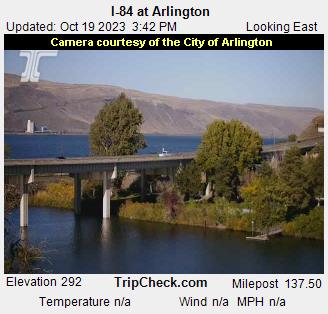 I-84 at Arlington
Updated: Oct 19 2023 3:42 PM Looking East
Camera courtesy of the City of Arlington
Elevation 292 TripCheck.com Milepost 137.50
Temperature n/a Wind n/a MPH n/a